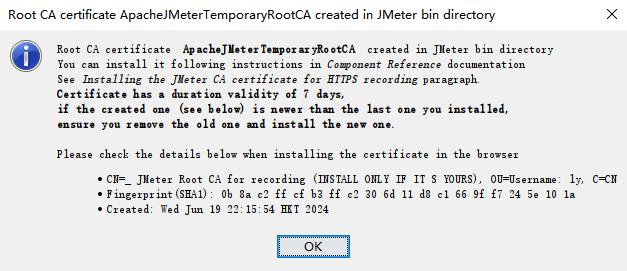 Root CA certificate ApacheJMeterTemporaryRootCA created in JMeter bin directory
Root CA certificate ApacheJMeterTemporaryRootCA created in JMeter bin directory
You can install it following instructions in Component Reference documentation
See Installing the JMeter CA certificate for HTTPS recording paragraph.
Certificate has a duration validity of 7 days,
if the created one (see below) is newer than the last one you installed,
ensure you remove the old one and install the new one.
Please check the details below when installing the certificate in the browser
• CN=_ JMeter Root CA for recording (INSTALL ONLY IF IT S YOURS), OU=Username: ly, C=CN
• Fingerprint(SHA1): 0b 8a c2 ff cf b3 ff c2 30 6d 11 d8 c1 66 9f f7 24 5e 10 1a
• Created: Wed Jun 19 22:15:54 HKT 2024
OK